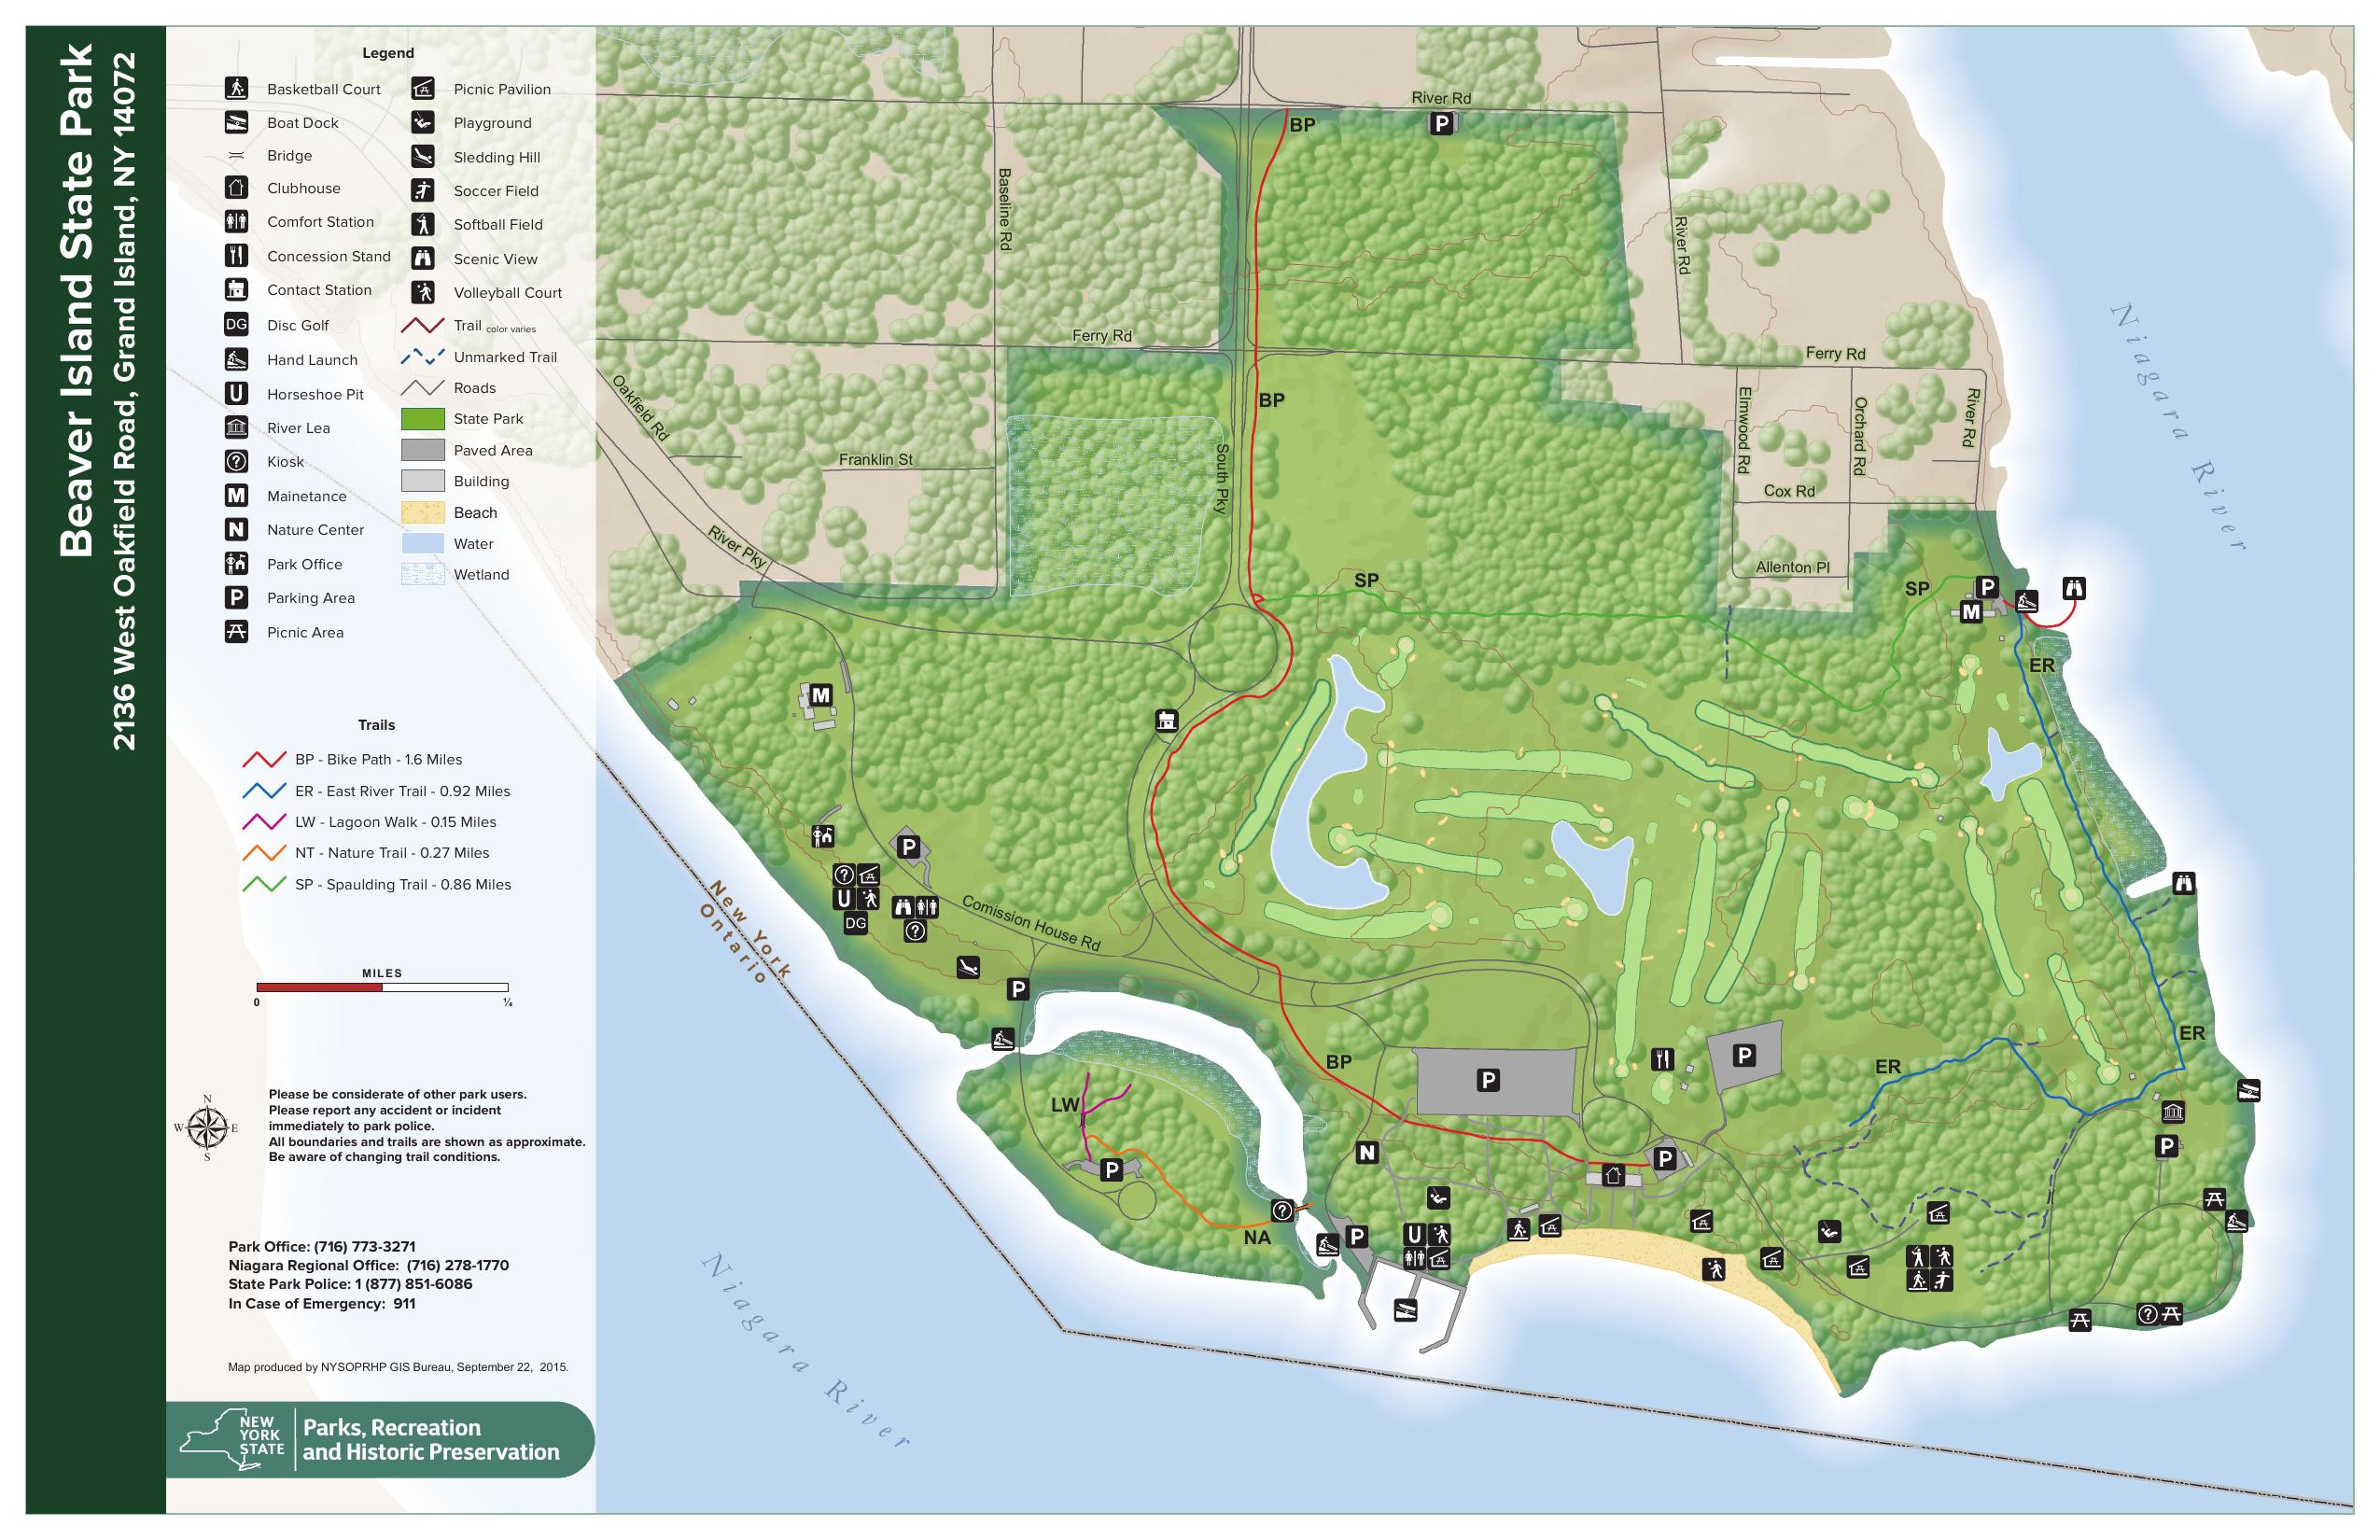 Beaver Island State Park
2136 West Oakfield Road, Grand Island, NY 14072
Legend
Basketball Court
Boat Dock
Bridge
Clubhouse
Comfort Station
Concession Stand
Contact Station
DG Disc Golf
Hand Launch
U Horseshoe Pit
River Lea
? Kiosk
M Mainetance
N Nature Center
Park Office
P Parking Area
Picnic Area
Picnic Pavilion
Playground
Sledding Hill
Soccer Field
Softball Field
Scenic View
Volleyball Court
Trail color varies
Unmarked Trail
Roads
State Park
Paved Area
Building
Beach
Water
Wetland
Trails
BP - Bike Path - 1.6 Miles
ER - East River Trail - 0.92 Miles
LW - Lagoon Walk - 0.15 Miles
NT - Nature Trail - 0.27 Miles
SP - Spaulding Trail - 0.86 Miles
MILES
0 ¼
N
W E
S
Please be considerate of other park users.
Please report any accident or incident
immediately to park police.
All boundaries and trails are shown as approximate.
Be aware of changing trail conditions.
Park Office: (716) 773-3271
Niagara Regional Office: (716) 278-1770
State Park Police: 1 (877) 851-6086
In Case of Emergency: 911
Map produced by NYSOPRHP GIS Bureau, September 22, 2015.
NEW
YORK
STATE
Parks, Recreation
and Historic Preservation
River Rd
BP
P
Baseline Rd
River Rd
Ferry Rd
Ferry Rd
Oakfield Rd
BP
Elmwood Rd
Orchard Rd
River Rd
Niagara River
Franklin St
South Pky
Cox Rd
River Pky
Allenton Pl
SP
SP
P
M
ER
M
P
?
U
DG
?
Comission House Rd
New York
Ontario
P
ER
BP
P
P
ER
LW
P
N
P
P
?
NA
P
U
?
Niagara River